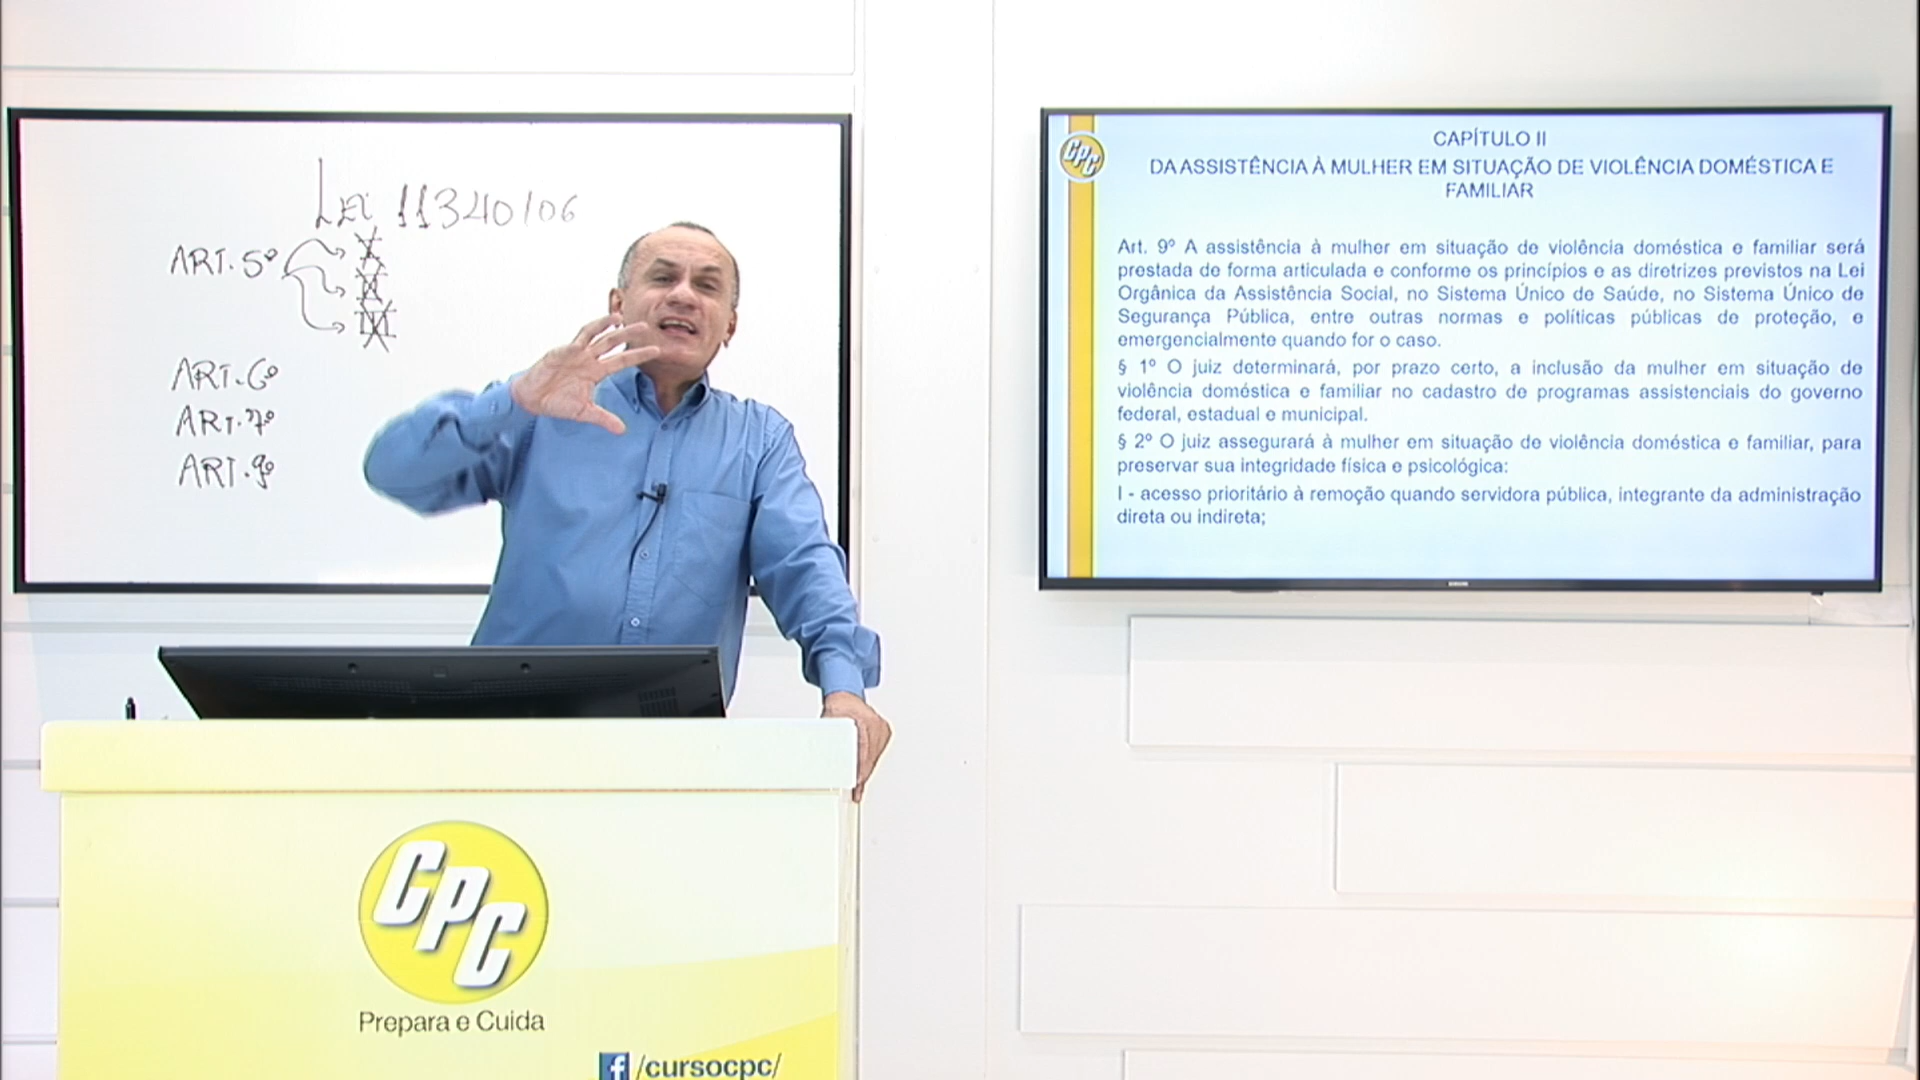 LEI 11340/06
ART. 5º
I
II
III
ART. 6º
ART. 7º
ART. 9º
CPC
CAPÍTULO II
DA ASSISTÊNCIA À MULHER EM SITUAÇÃO DE VIOLÊNCIA DOMÉSTICA E
FAMILIAR
Art. 9º A assistência à mulher em situação de violência doméstica e familiar será
prestada de forma articulada e conforme os princípios e as diretrizes previstos na Lei
Orgânica da Assistência Social, no Sistema Único de Saúde, no Sistema Único de
Segurança Pública, entre outras normas e políticas públicas de proteção, e
emergencialmente quando for o caso.
§ 1º O juiz determinará, por prazo certo, a inclusão da mulher em situação de
violência doméstica e familiar no cadastro de programas assistenciais do governo
federal, estadual e municipal.
§ 2º O juiz assegurará à mulher em situação de violência doméstica e familiar, para
preservar sua integridade física e psicológica:
I - acesso prioritário à remoção quando servidora pública, integrante da administração
direta ou indireta;
SAMSUNG
CPC
Prepara e Cuida
f /cursocpc/